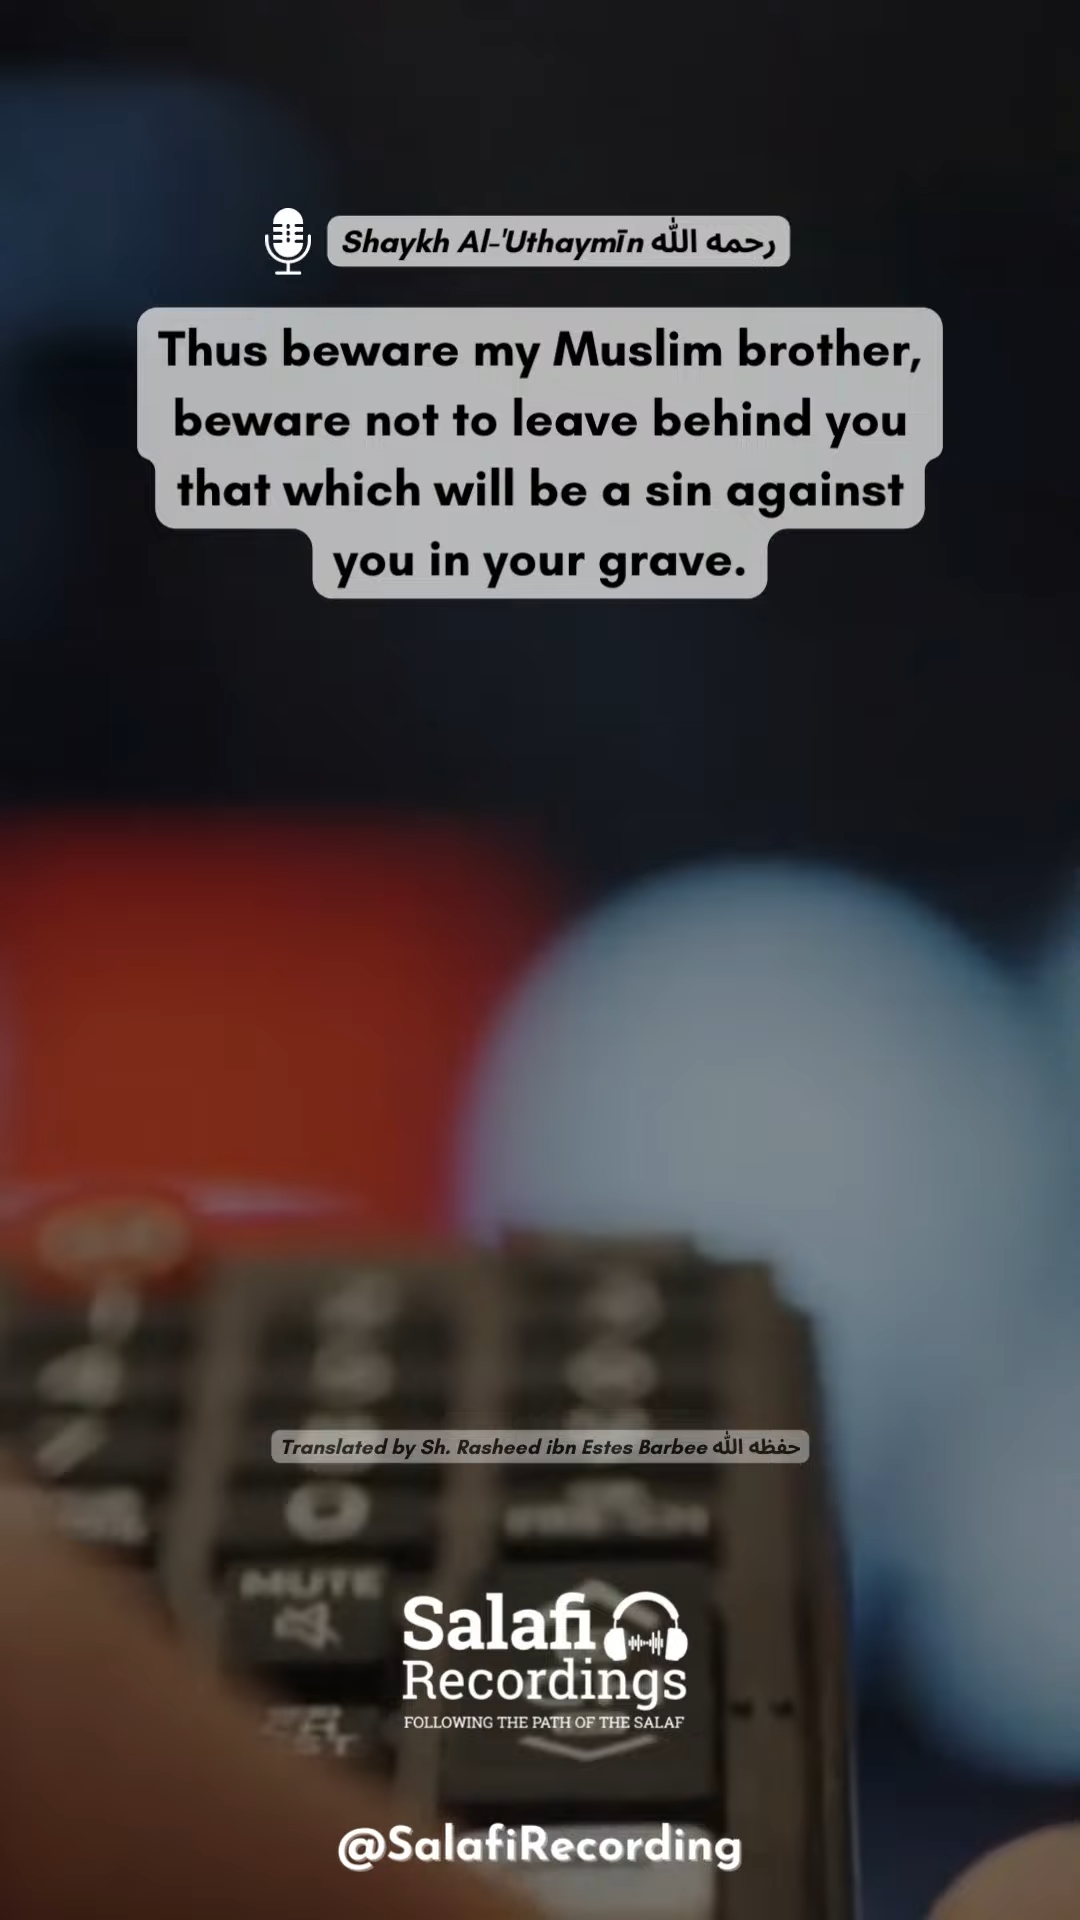 Shaykh Al-'Uthaymīn رحمه الله
Thus beware my Muslim brother,
beware not to leave behind you
that which will be a sin against
you in your grave.
Translated by Sh. Rasheed ibn Estes Barbee حفظه الله
MUTE
Salafi
Recordings
FOLLOWING THE PATH OF THE SALAF
@SalafiRecording